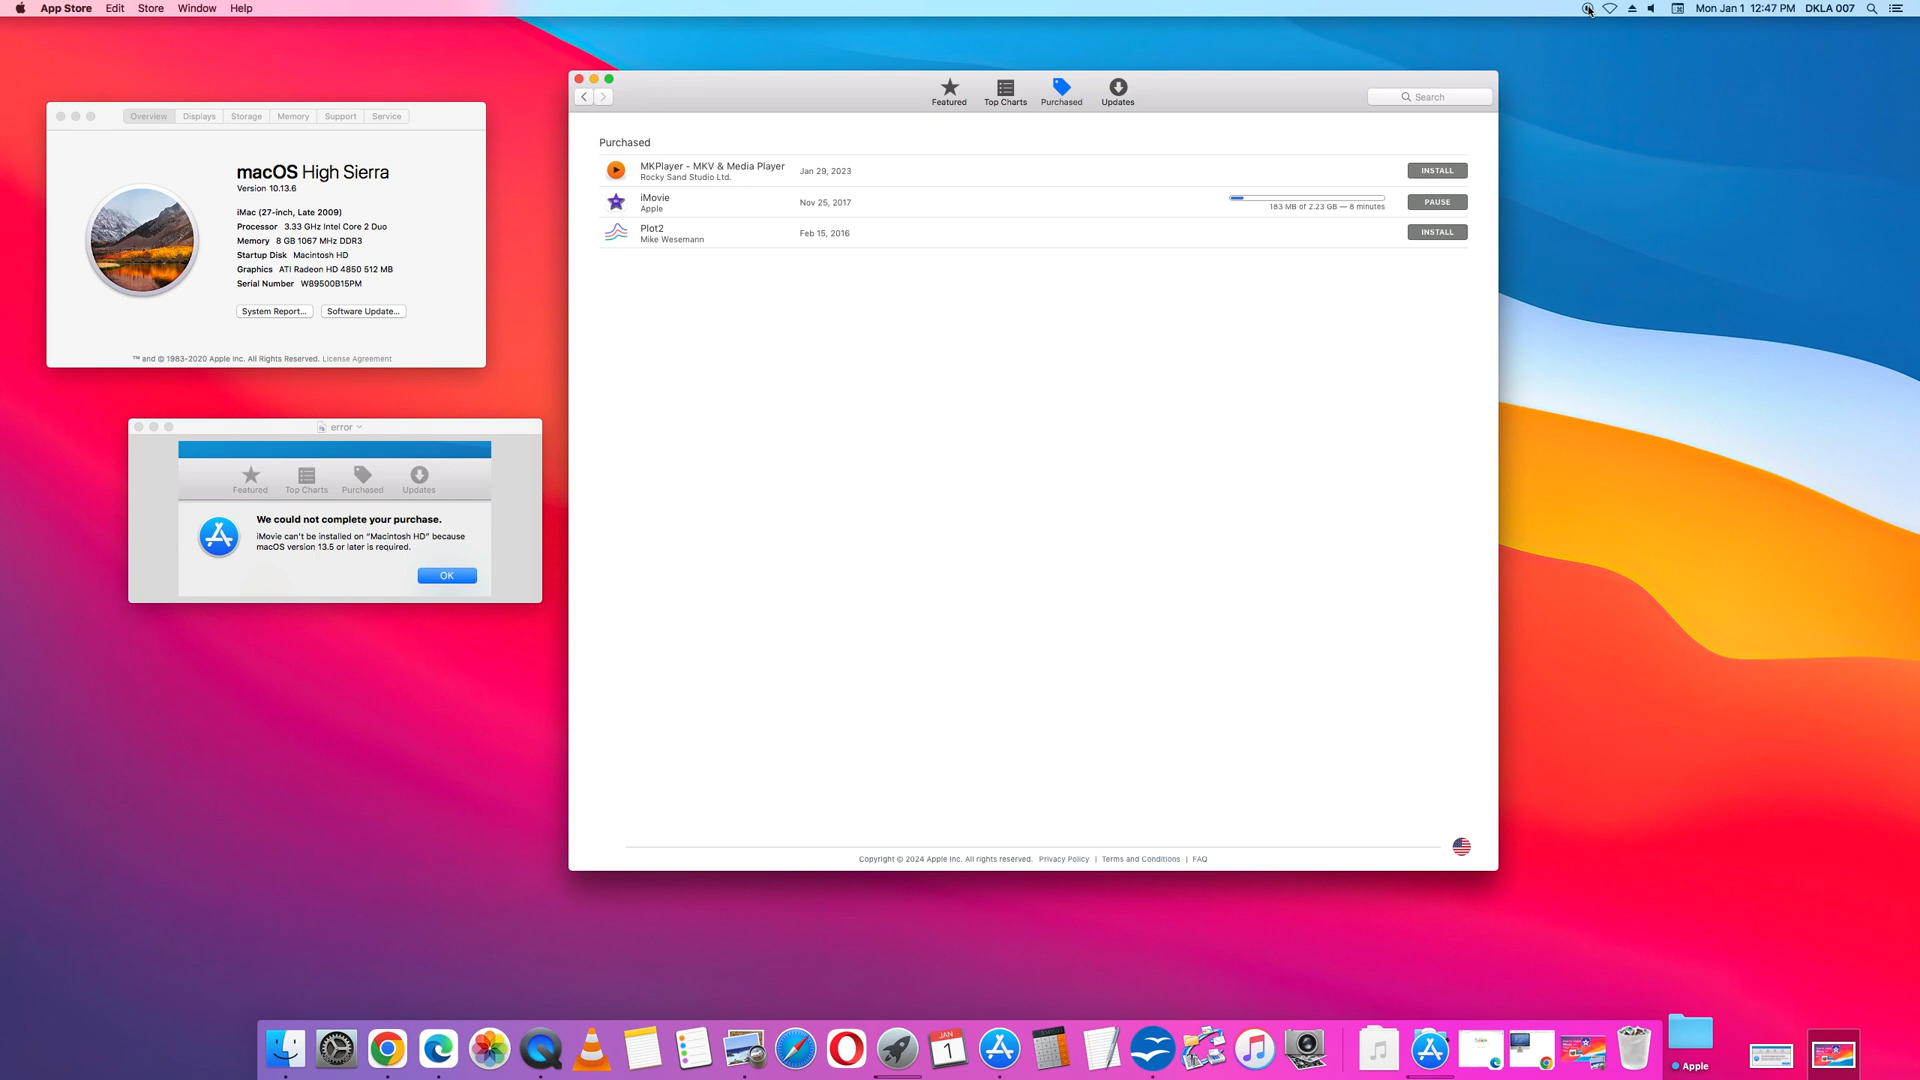 App Store Edit Store Window Help
Mon Jan 1 12:47 PM DKLA 007
Overview Displays Storage Memory Support Service
macOS High Sierra
Version 10.13.6
iMac (27-inch, Late 2009)
Processor 3.33 GHz Intel Core 2 Duo
Memory 8 GB 1067 MHz DDR3
Startup Disk Macintosh HD
Graphics ATI Radeon HD 4850 512 MB
Serial Number W89500B15PM
System Report... Software Update...
™ and © 1983-2020 Apple Inc. All Rights Reserved. License Agreement
error
Featured Top Charts Purchased Updates
We could not complete your purchase.
iMovie can't be installed on “Macintosh HD” because
macOS version 13.5 or later is required.
OK
Featured Top Charts Purchased Updates
Search
Purchased
MKPlayer - MKV & Media Player
Rocky Sand Studio Ltd.
Jan 29, 2023
INSTALL
iMovie
Apple
Nov 25, 2017
183 MB of 2.23 GB — 8 minutes
PAUSE
Plot2
Mike Wesemann
Feb 15, 2016
INSTALL
Copyright © 2024 Apple Inc. All rights reserved. Privacy Policy | Terms and Conditions | FAQ
JAN
1
Apple